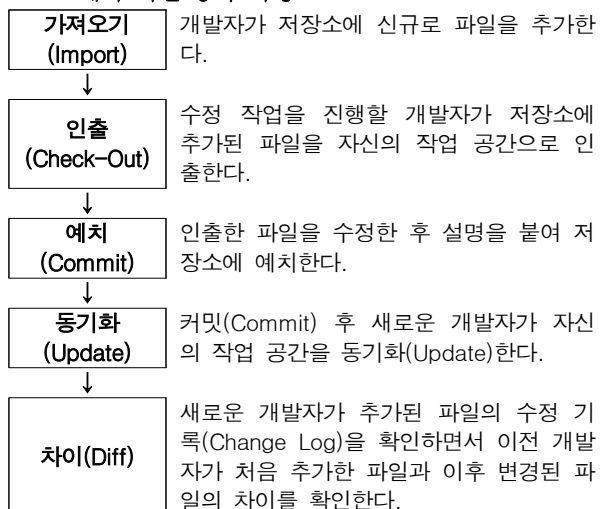 가져오기
(Import)
개발자가 저장소에 신규로 파일을 추가한
다.
↓
인출
(Check-Out)
수정 작업을 진행할 개발자가 저장소에
추가된 파일을 자신의 작업 공간으로 인
출한다.
↓
예치
(Commit)
인출한 파일을 수정한 후 설명을 붙여 저
장소에 예치한다.
↓
동기화
(Update)
커밋(Commit) 후 새로운 개발자가 자신
의 작업 공간을 동기화(Update)한다.
↓
차이(Diff)
새로운 개발자가 추가된 파일의 수정 기
록(Change Log)을 확인하면서 이전 개발
자가 처음 추가한 파일과 이후 변경된 파
일의 차이를 확인한다.